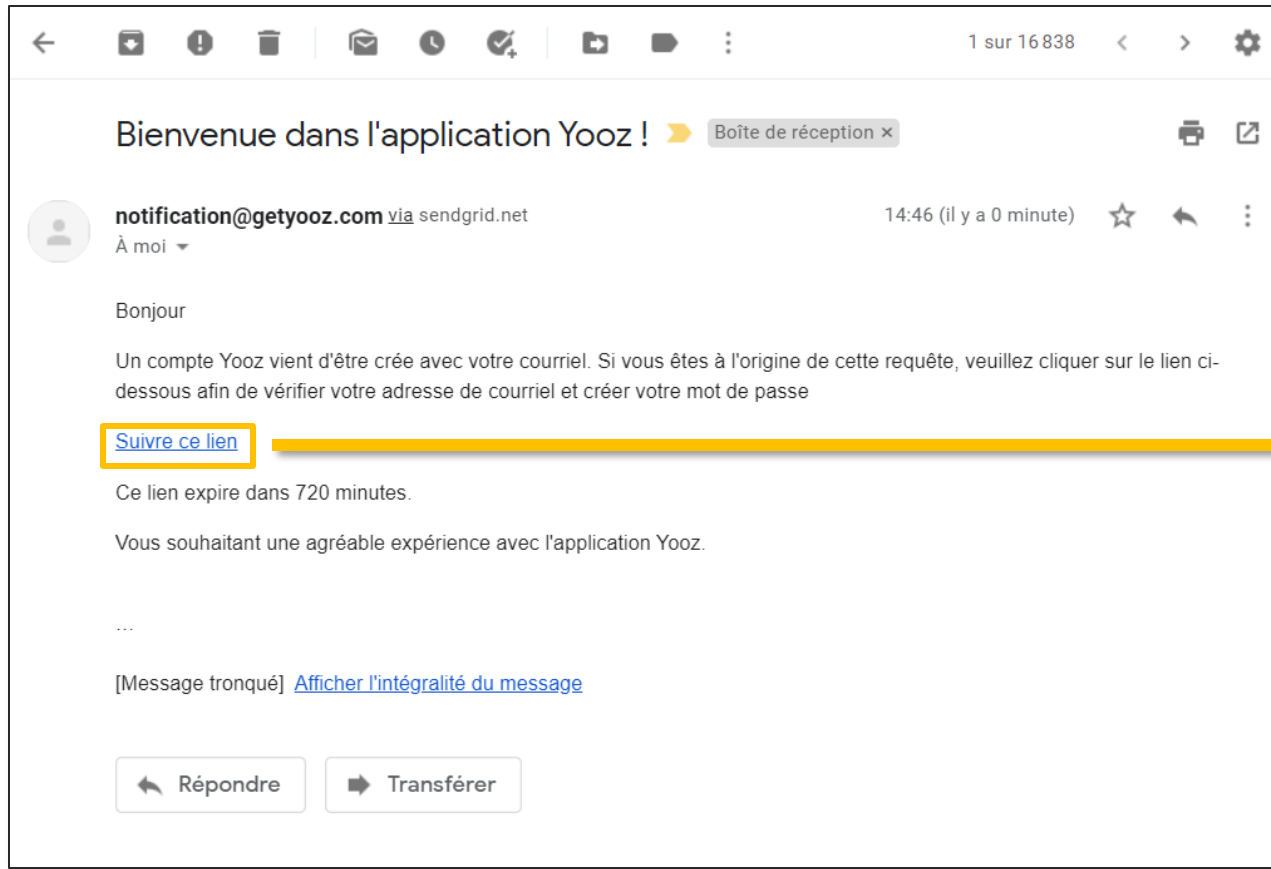 1 sur 16 838
Bienvenue dans l'application Yooz !
Boîte de réception ×
notification@getyooz.com via sendgrid.net
14:46 (il y a 0 minute)
À moi
Bonjour
Un compte Yooz vient d'être crée avec votre courriel. Si vous êtes à l'origine de cette requête, veuillez cliquer sur le lien ci-
dessous afin de vérifier votre adresse de courriel et créer votre mot de passe
Suivre ce lien
Ce lien expire dans 720 minutes.
Vous souhaitant une agréable expérience avec l'application Yooz.
...
[Message tronqué] Afficher l'intégralité du message
Répondre
Transférer